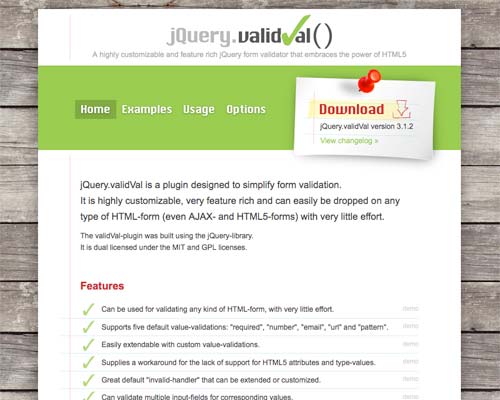 jQuery.validVal()
A highly customizable and feature rich jQuery form validator that embraces the power of HTML5
Home Examples Usage Options
Download
jQuery.validVal version 3.1.2
View changelog »
jQuery.validVal is a plugin designed to simplify form validation.
It is highly customizable, very feature rich and can easily be dropped on any
type of HTML-form (even AJAX- and HTML5-forms) with very little effort.
The validVal-plugin was built using the jQuery-library.
It is dual licensed under the MIT and GPL licenses.
Features
Can be used for validating any kind of HTML-form, with very little effort. demo
Supports five default value-validations: "required", "number", "email", "url" and "pattern". demo
Easily extendable with custom value-validations. demo
Supplies a workaround for the lack of support for HTML5 attributes and type-values. demo
Great default "invalid-handler" that can be extended or customized. demo
Can validate multiple input-fields for corresponding values. demo